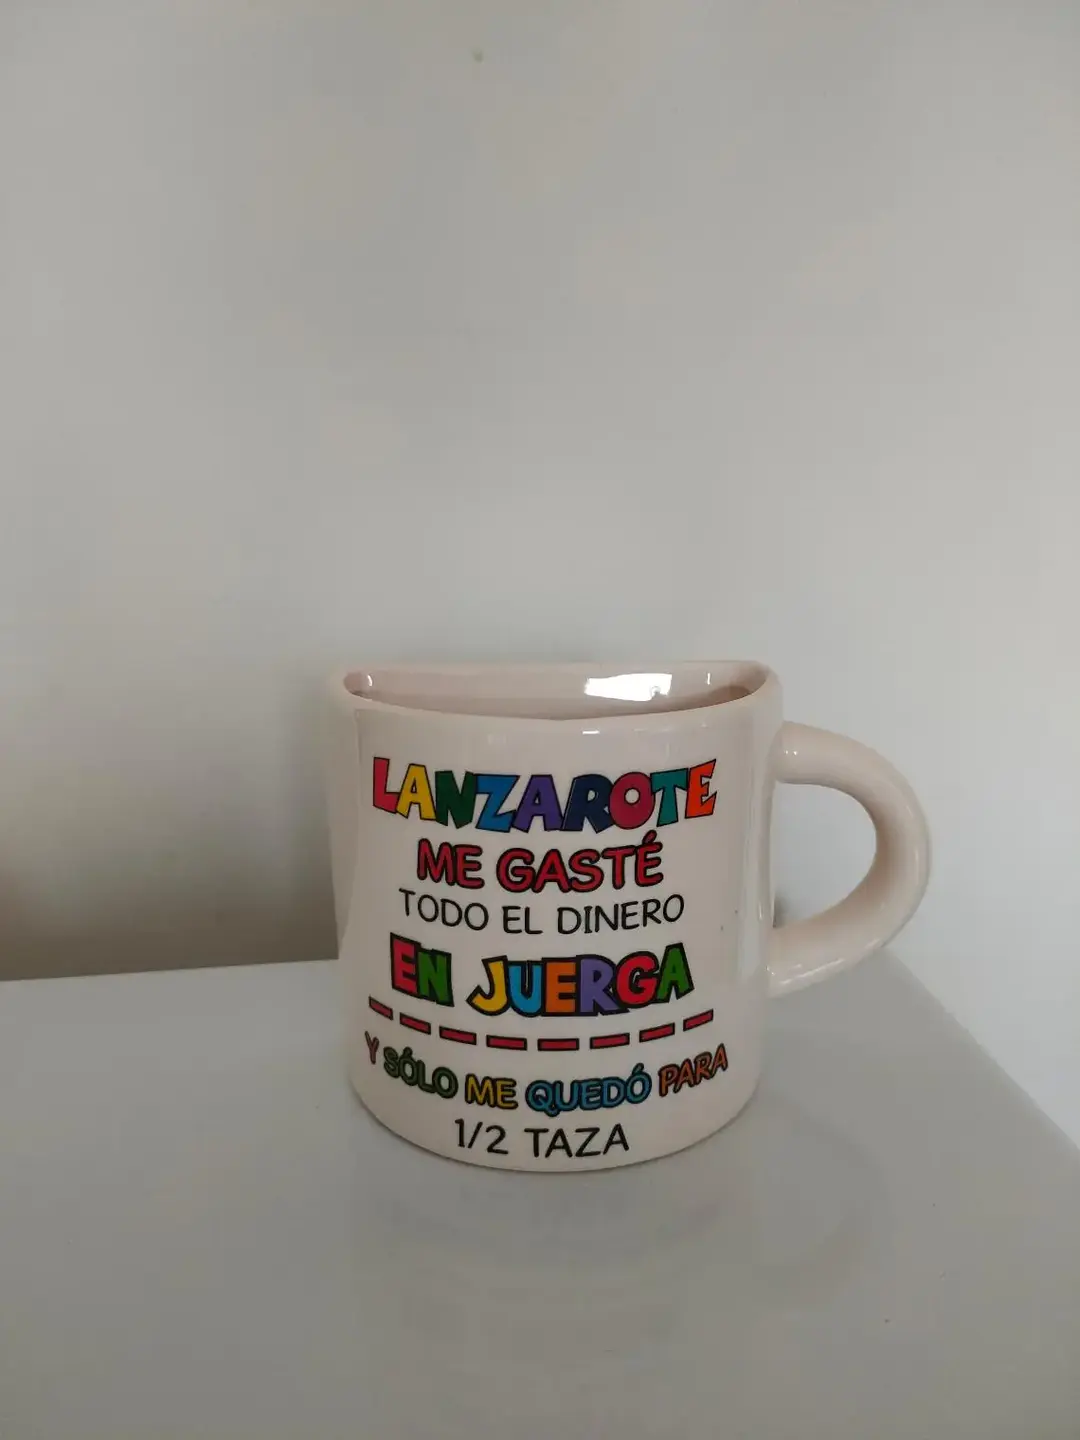 LANZAROTE
ME GASTÉ
TODO EL DINERO
EN JUERGA
Y SÓLO ME QUEDÓ PARA
1/2 TAZA